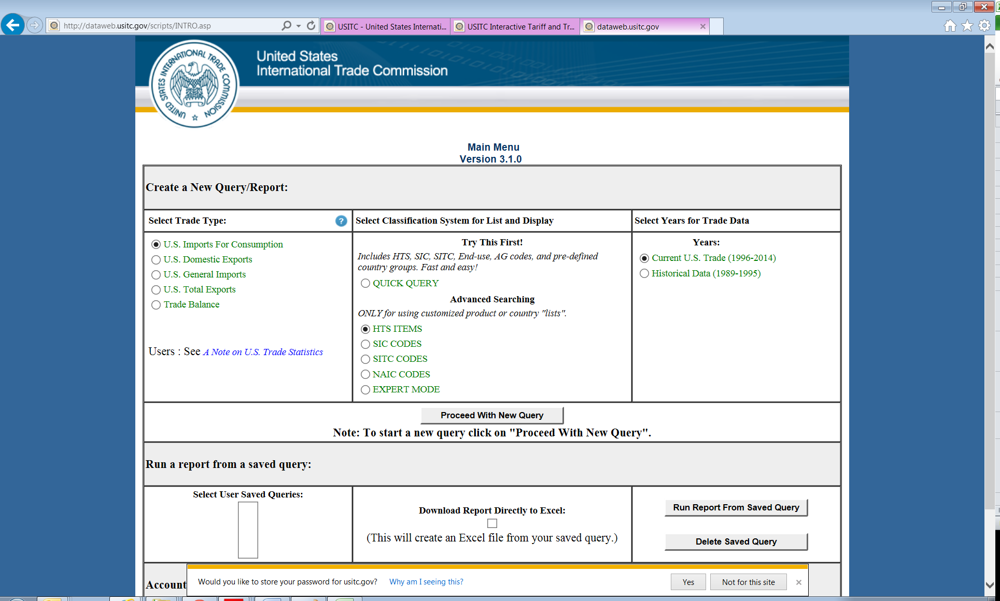 http://dataweb.usitc.gov/scripts/INTRO.asp
USITC - United States Internati...
USITC Interactive Tariff and Tr...
dataweb.usitc.gov
UNITED STATES INTERNATIONAL TRADE COMMISSION
United States
International Trade Commission
Main Menu
Version 3.1.0
Create a New Query/Report:
Select Trade Type:
?
Select Classification System for List and Display
Select Years for Trade Data
U.S. Imports For Consumption
U.S. Domestic Exports
U.S. General Imports
U.S. Total Exports
Trade Balance
Users : See A Note on U.S. Trade Statistics
Try This First!
Includes HTS, SIC, SITC, End-use, AG codes, and pre-defined
country groups. Fast and easy!
QUICK QUERY
Advanced Searching
ONLY for using customized product or country "lists".
HTS ITEMS
SIC CODES
SITC CODES
NAIC CODES
EXPERT MODE
Years:
Current U.S. Trade (1996-2014)
Historical Data (1989-1995)
Proceed With New Query
Note: To start a new query click on "Proceed With New Query".
Run a report from a saved query:
Select User Saved Queries:
Download Report Directly to Excel:
(This will create an Excel file from your saved query.)
Run Report From Saved Query
Delete Saved Query
Account
Would you like to store your password for usitc.gov?
Why am I seeing this?
Yes
Not for this site